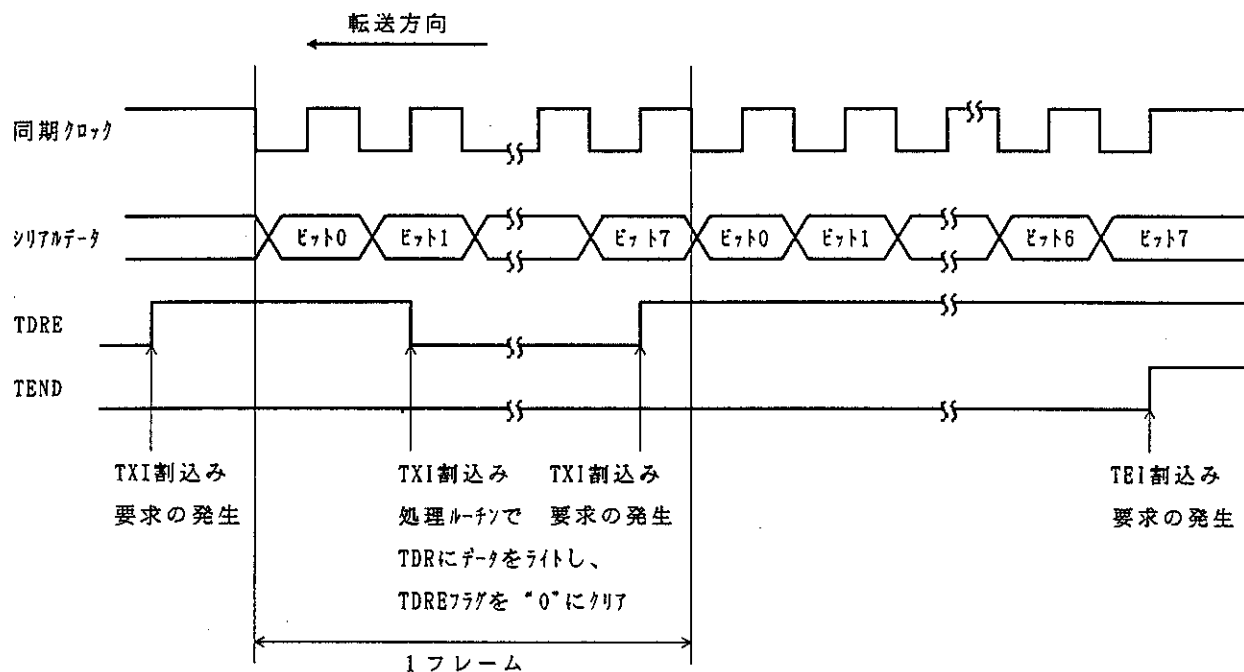 転送方向
同期クロック
シリアルデータ
ビット0
ビット1
ビット7
ビット0
ビット1
ビット6
ビット7
TDRE
TEND
TXI割込み
要求の発生
TXI割込み
処理ルーチンで
TDRにデータをライトし、
TDREフラグを “0”にクリア
TXI割込み
要求の発生
TEI割込み
要求の発生
1フレーム